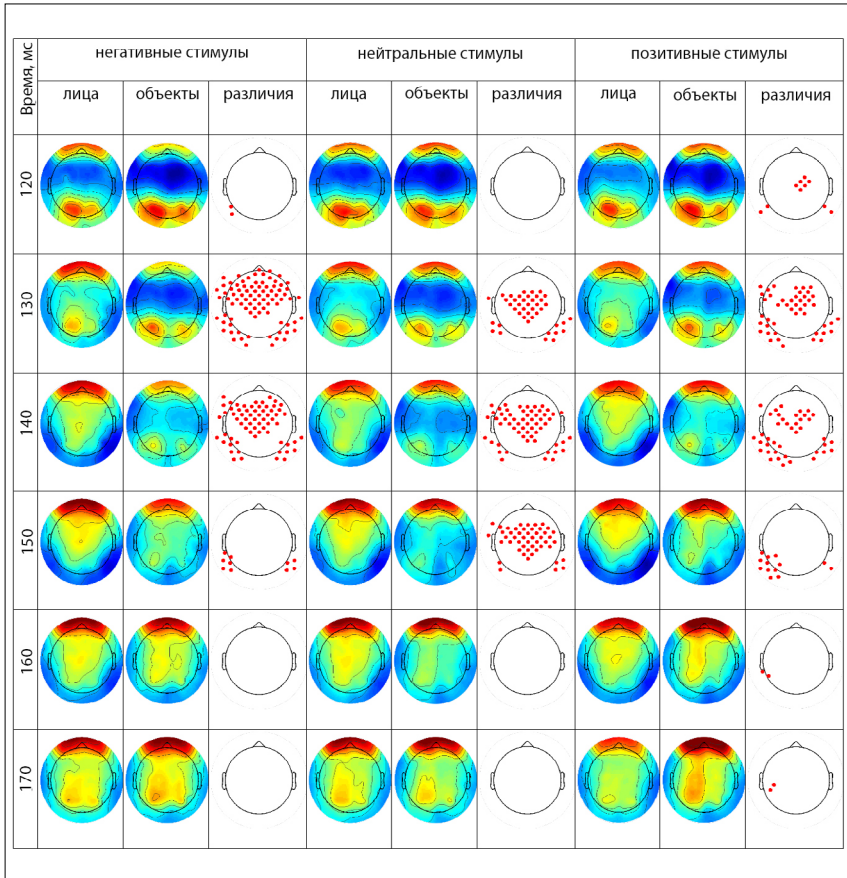 Время, мс
негативные стимулы нейтральные стимулы позитивные стимулы
лица объекты различия лица объекты различия лица объекты различия
120
130
140
150
160
170